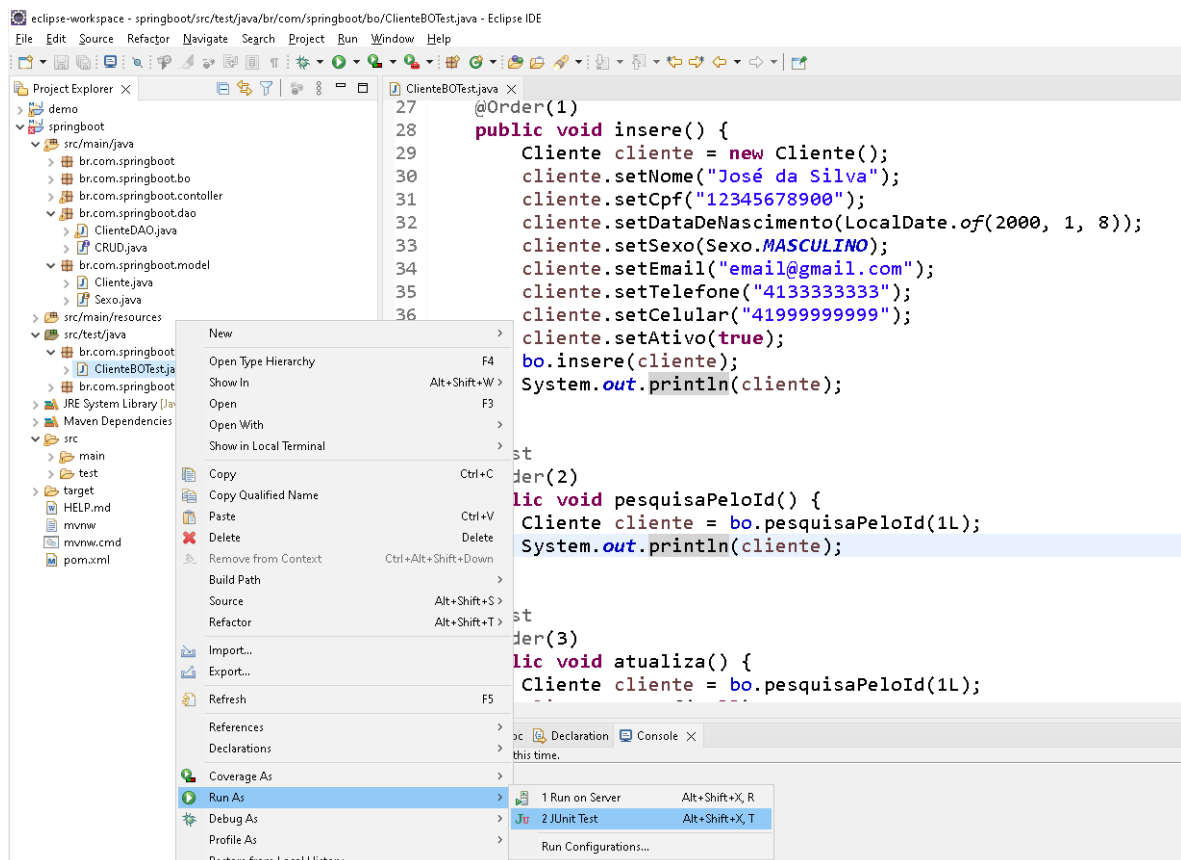 eclipse-workspace - springboot/src/test/java/br/com/springboot/bo/ClienteBOTest.java - Eclipse IDE
File Edit Source Refactor Navigate Search Project Run Window Help
Project Explorer
demo
springboot
src/main/java
br.com.springboot
br.com.springboot.bo
br.com.springboot.contoller
br.com.springboot.dao
ClienteDAO.java
CRUD.java
br.com.springboot.model
Cliente.java
Sexo.java
src/main/resources
src/test/java
br.com.springboot
ClienteBOTest.ja
br.com.springboot
JRE System Library [Ja
Maven Dependencies
src
main
test
target
HELP.md
mvnw
mvnw.cmd
pom.xml
ClienteBOTest.java
27 @Order(1)
28 public void insere() {
29 Cliente cliente = new Cliente();
30 cliente.setNome("José da Silva");
31 cliente.setCpf("12345678900");
32 cliente.setDataDeNascimento(LocalDate.of(2000, 1, 8));
33 cliente.setSexo(Sexo.MASCULINO);
34 cliente.setEmail("email@gmail.com");
35 cliente.setTelefone("4133333333");
36 cliente.setCelular("41999999999");
cliente.setAtivo(true);
bo.insere(cliente);
System.out.println(cliente);
st
der(2)
lic void pesquisaPeloId() {
Cliente cliente = bo.pesquisaPeloId(1L);
System.out.println(cliente);
st
der(3)
lic void atualiza() {
Cliente cliente = bo.pesquisaPeloId(1L);
oc Declaration Console
this time.
New
Open Type Hierarchy F4
Show In Alt+Shift+W
Open F3
Open With
Show in Local Terminal
Copy Ctrl+C
Copy Qualified Name
Paste Ctrl+V
Delete Delete
Remove from Context Ctrl+Alt+Shift+Down
Build Path
Source Alt+Shift+S
Refactor Alt+Shift+T
Import...
Export...
Refresh F5
References
Declarations
Coverage As
Run As
Debug As
Profile As
Restore from Local History
1 Run on Server Alt+Shift+X, R
2 JUnit Test Alt+Shift+X, T
Run Configurations...